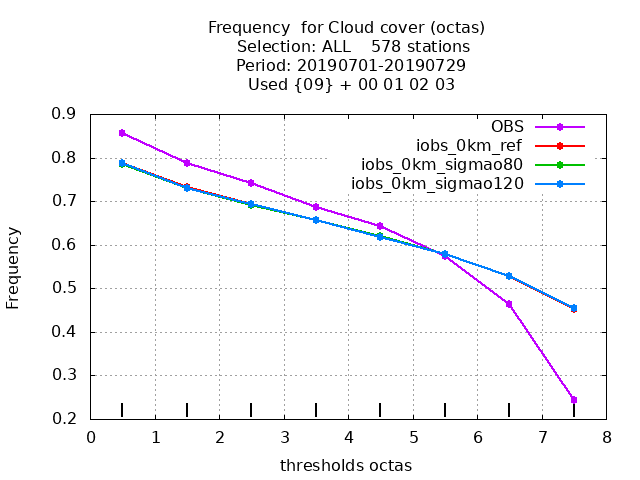 Frequency  for Cloud cover (octas)
Selection: ALL    578 stations
Period: 20190701-20190729
Used {09} + 00 01 02 03
OBS
iobs_0km_ref
iobs_0km_sigmao80
iobs_0km_sigmao120
0.9
0.8
0.7
0.6
0.5
0.4
0.3
0.2
Frequency
0 1 2 3 4 5 6 7 8
thresholds octas